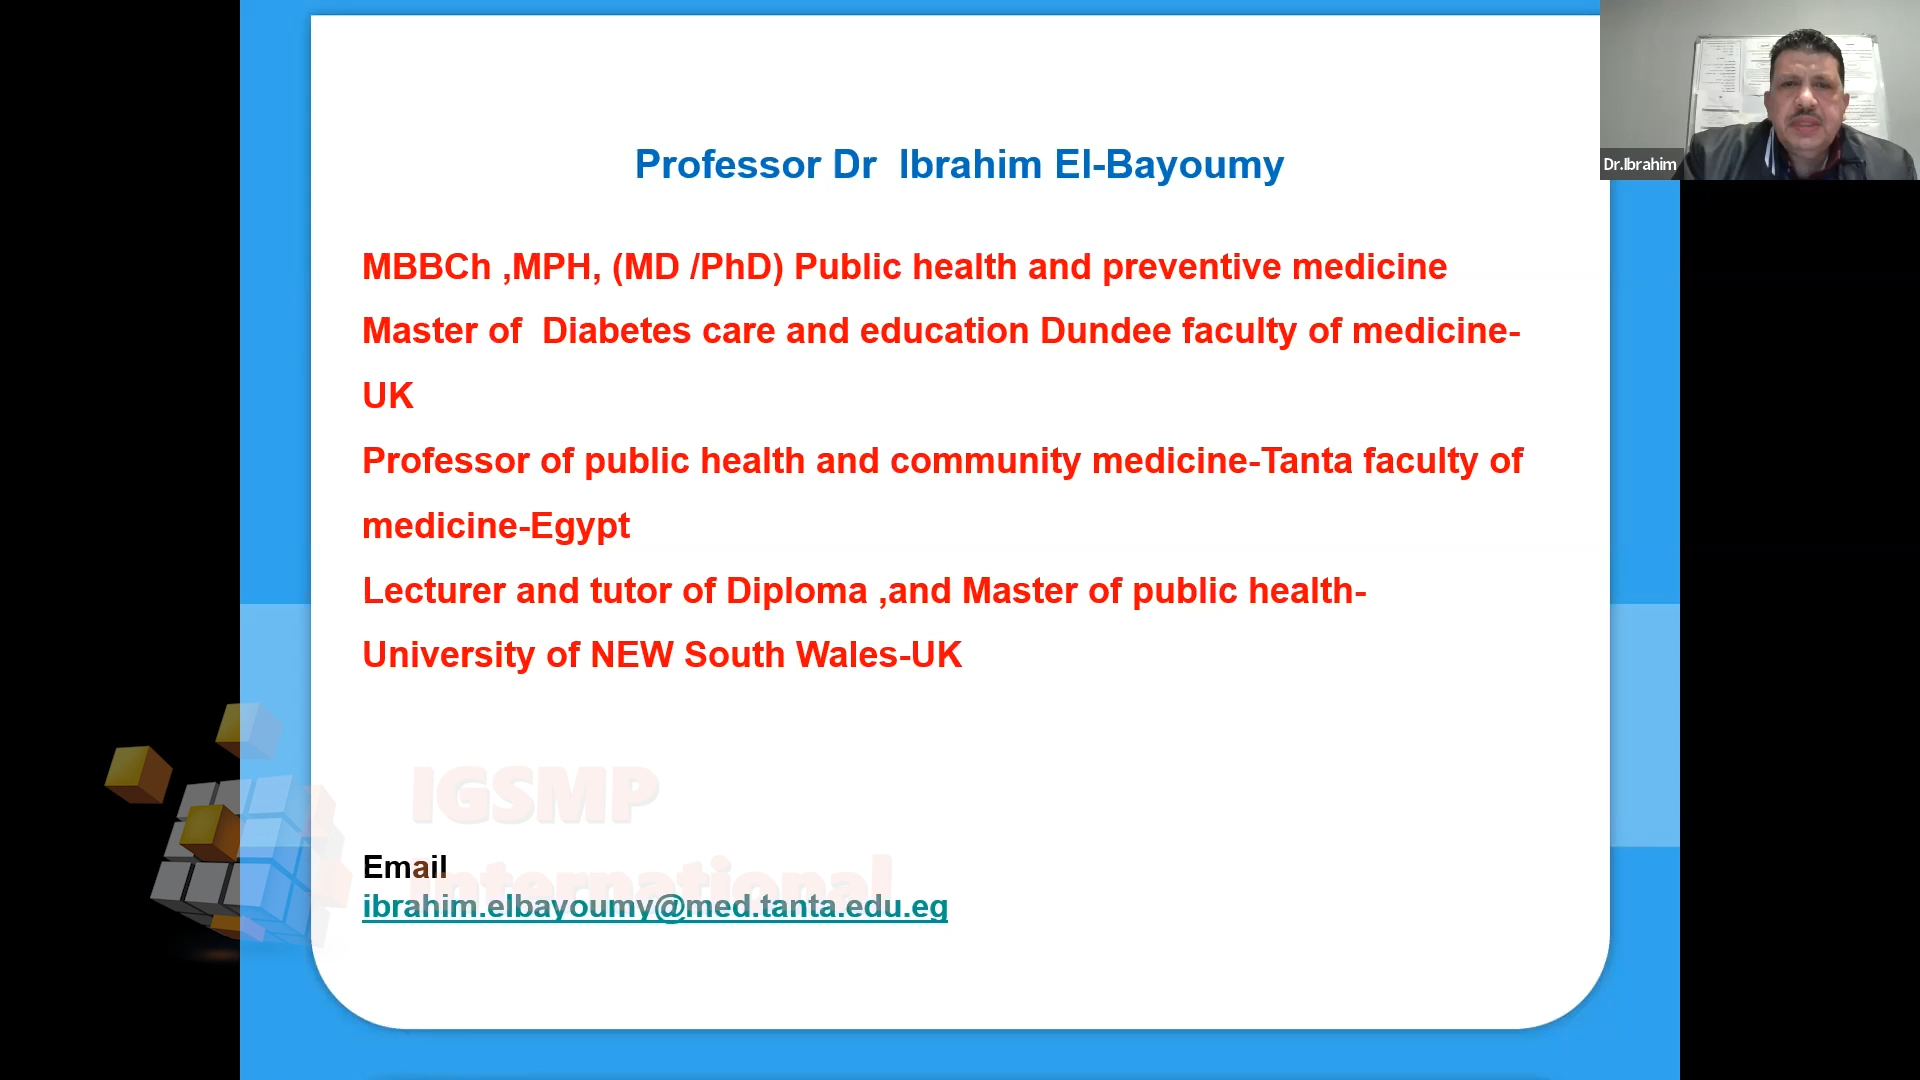 Professor Dr  Ibrahim El-Bayoumy
MBBCh ,MPH, (MD /PhD) Public health and preventive medicine
Master of  Diabetes care and education Dundee faculty of medicine-
UK
Professor of public health and community medicine-Tanta faculty of
medicine-Egypt
Lecturer and tutor of Diploma ,and Master of public health-
University of NEW South Wales-UK
IGSMP
International
Email
ibrahim.elbayoumy@med.tanta.edu.eg
Dr.Ibrahim